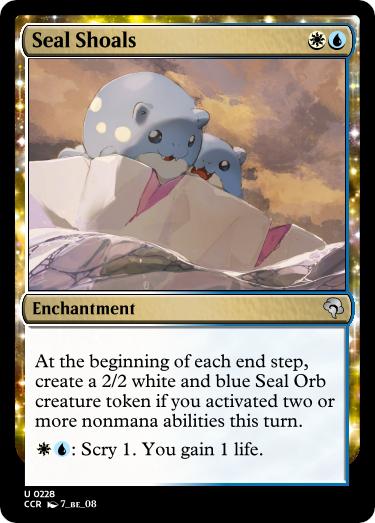 Seal Shoals
Enchantment
At the beginning of each end step,
create a 2/2 white and blue Seal Orb
creature token if you activated two or
more nonmana abilities this turn.
: Scry 1. You gain 1 life.
U 0228
CCR 7_BE_08